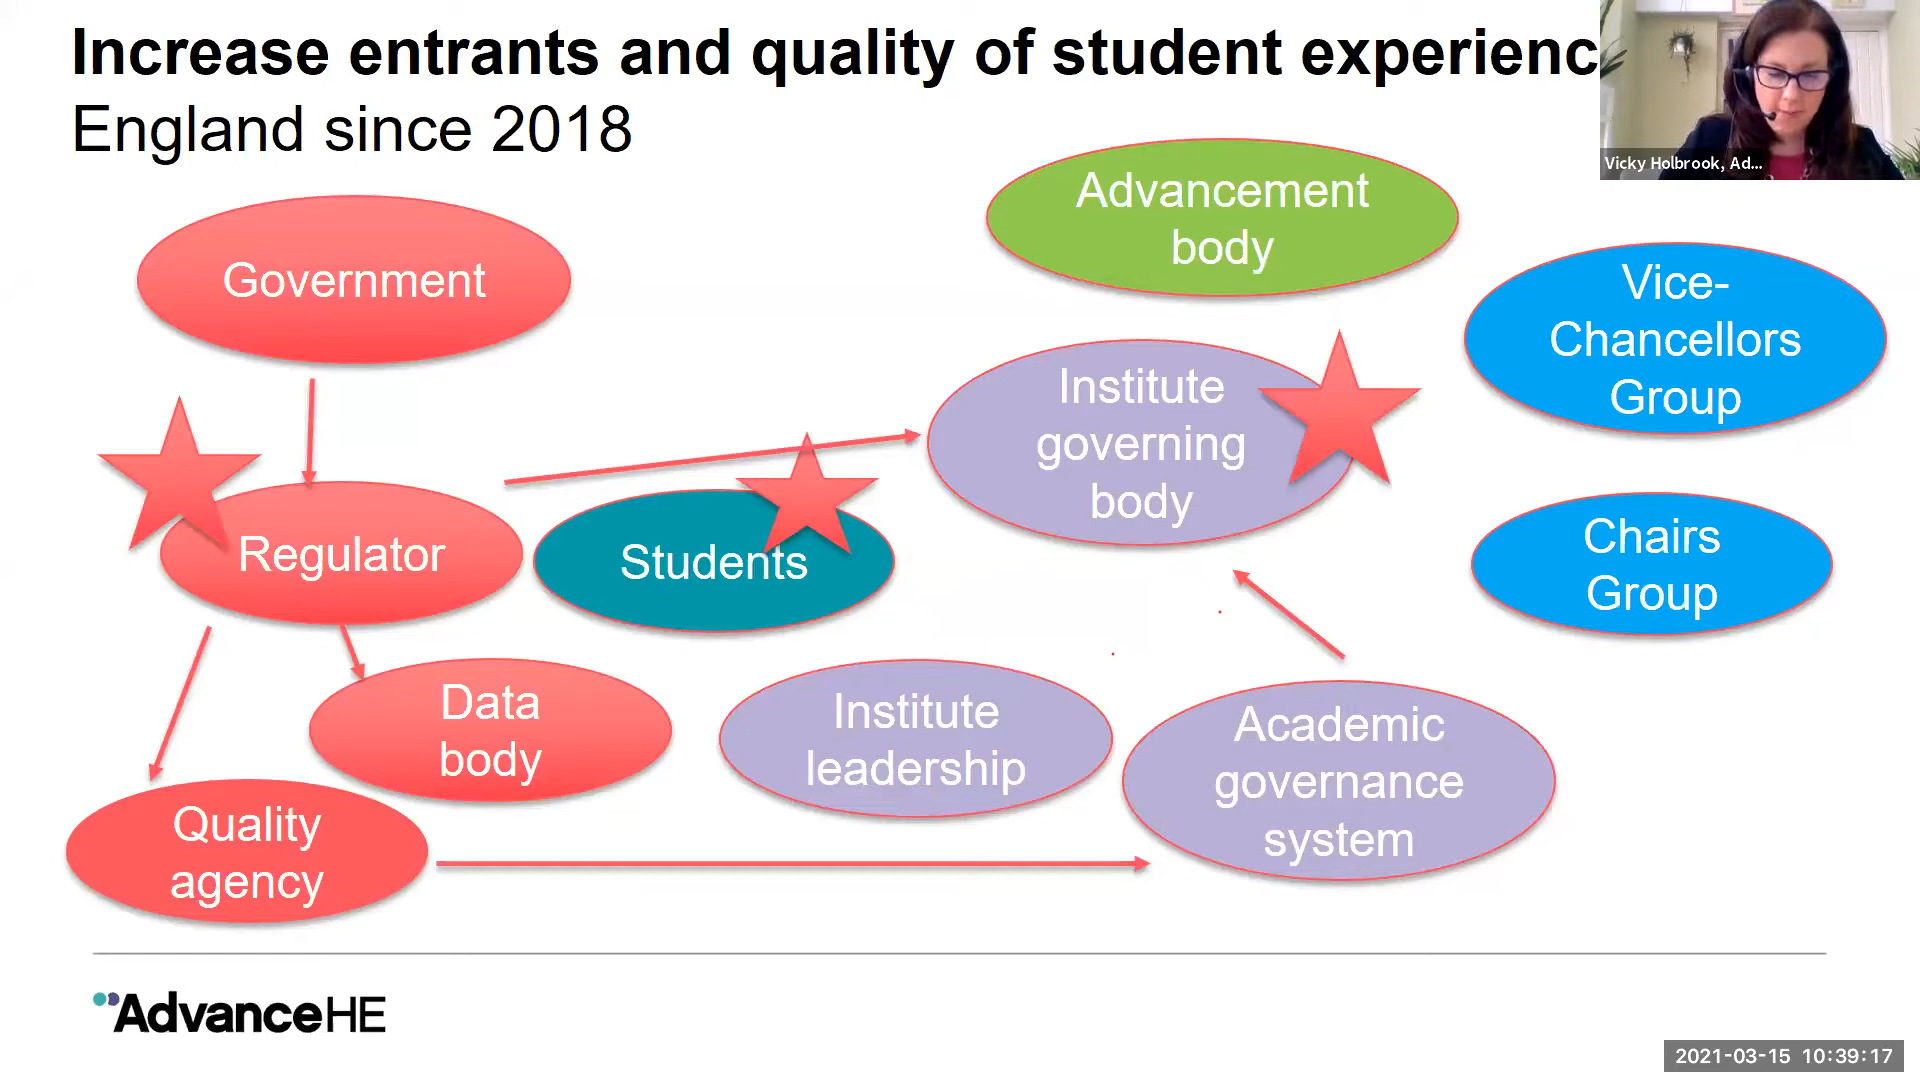 Increase entrants and quality of student experienc
England since 2018
Vicky Holbrook, Ad...
Advancement
body
Government
Vice-
Chancellors
Group
Institute
governing
body
Regulator
Students
Chairs
Group
Data
body
Institute
leadership
Academic
governance
system
Quality
agency
AdvanceHE
2021-03-15 10:39:17